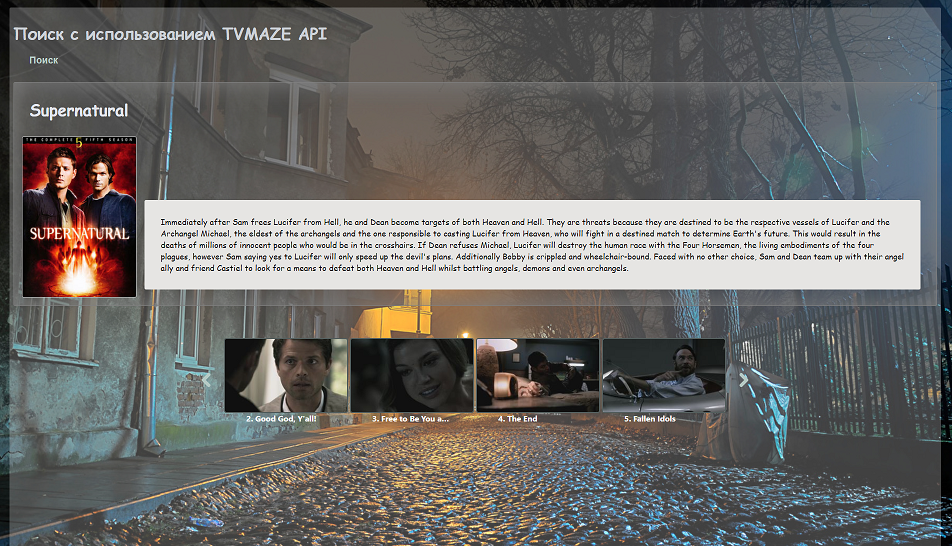 Поиск с использованием TVMAZE API
Поиск
Supernatural
THE COMPLETE 5 FIFTH SEASON
SUPERNATURAL
Immediately after Sam frees Lucifer from Hell, he and Dean become targets of both Heaven and Hell. They are threats because they are destined to be the respective vessels of Lucifer and the
Archangel Michael, the eldest of the archangels and the one responsible to casting Lucifer from Heaven, who will fight in a destined match to determine Earth's future. This would result in the
deaths of millions of innocent people who would be in the crosshairs. If Dean refuses Michael, Lucifer will destroy the human race with the Four Horsemen, the living embodiments of the four
plagues, however Sam saying yes to Lucifer will only speed up the devil's plans. Additionally Bobby is crippled and wheelchair-bound. Faced with no other choice, Sam and Dean team up with their angel
ally and friend Castiel to look for a means to defeat both Heaven and Hell whilst battling angels, demons and even archangels.
2. Good God, Y'all!
3. Free to Be You a...
4. The End
5. Fallen Idols